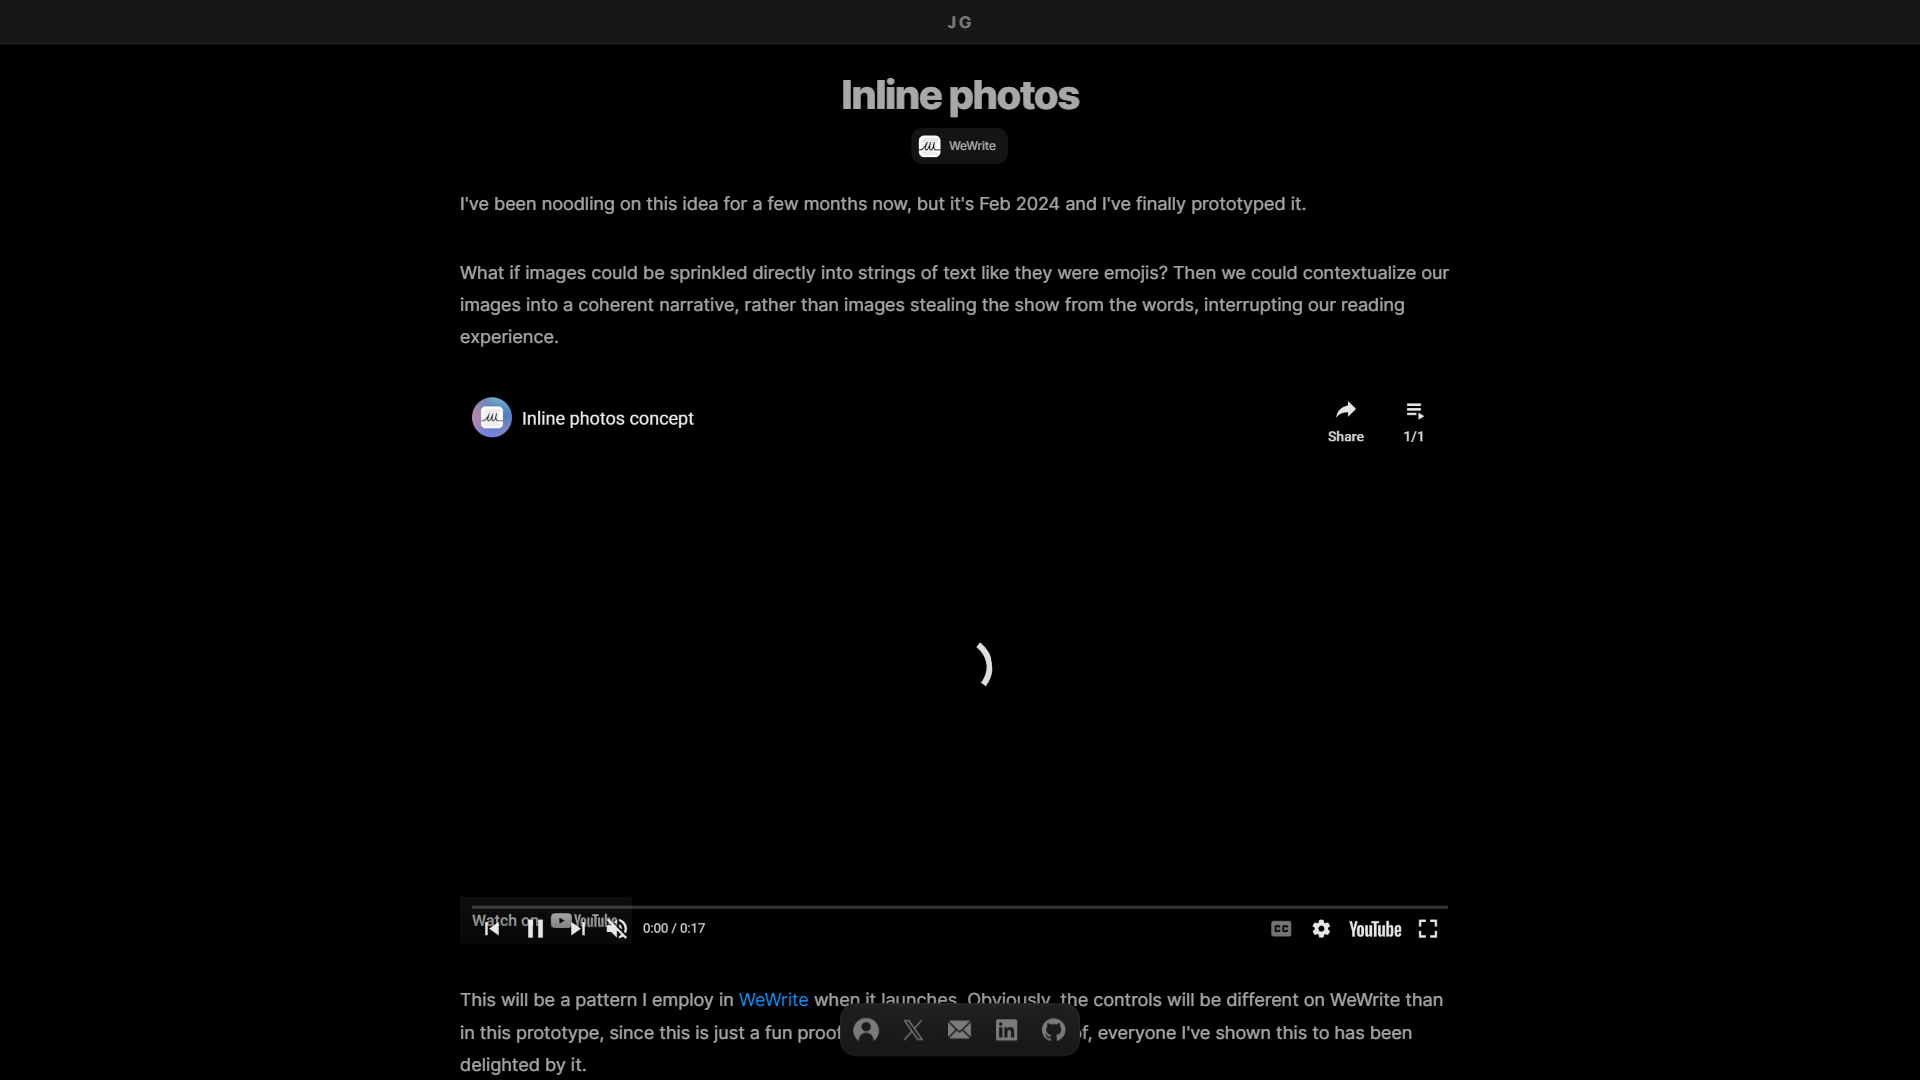 JG
Inline photos
WeWrite
I've been noodling on this idea for a few months now, but it's Feb 2024 and I've finally prototyped it.
What if images could be sprinkled directly into strings of text like they were emojis? Then we could contextualize our
images into a coherent narrative, rather than images stealing the show from the words, interrupting our reading
experience.
Inline photos concept
Share
1/1
Watch on YouTube
0:00 / 0:17
CC
YouTube
This will be a pattern I employ in WeWrite when it launches. Obviously, the controls will be different on WeWrite than
in this prototype, since this is just a fun proof
of, everyone I've shown this to has been
delighted by it.